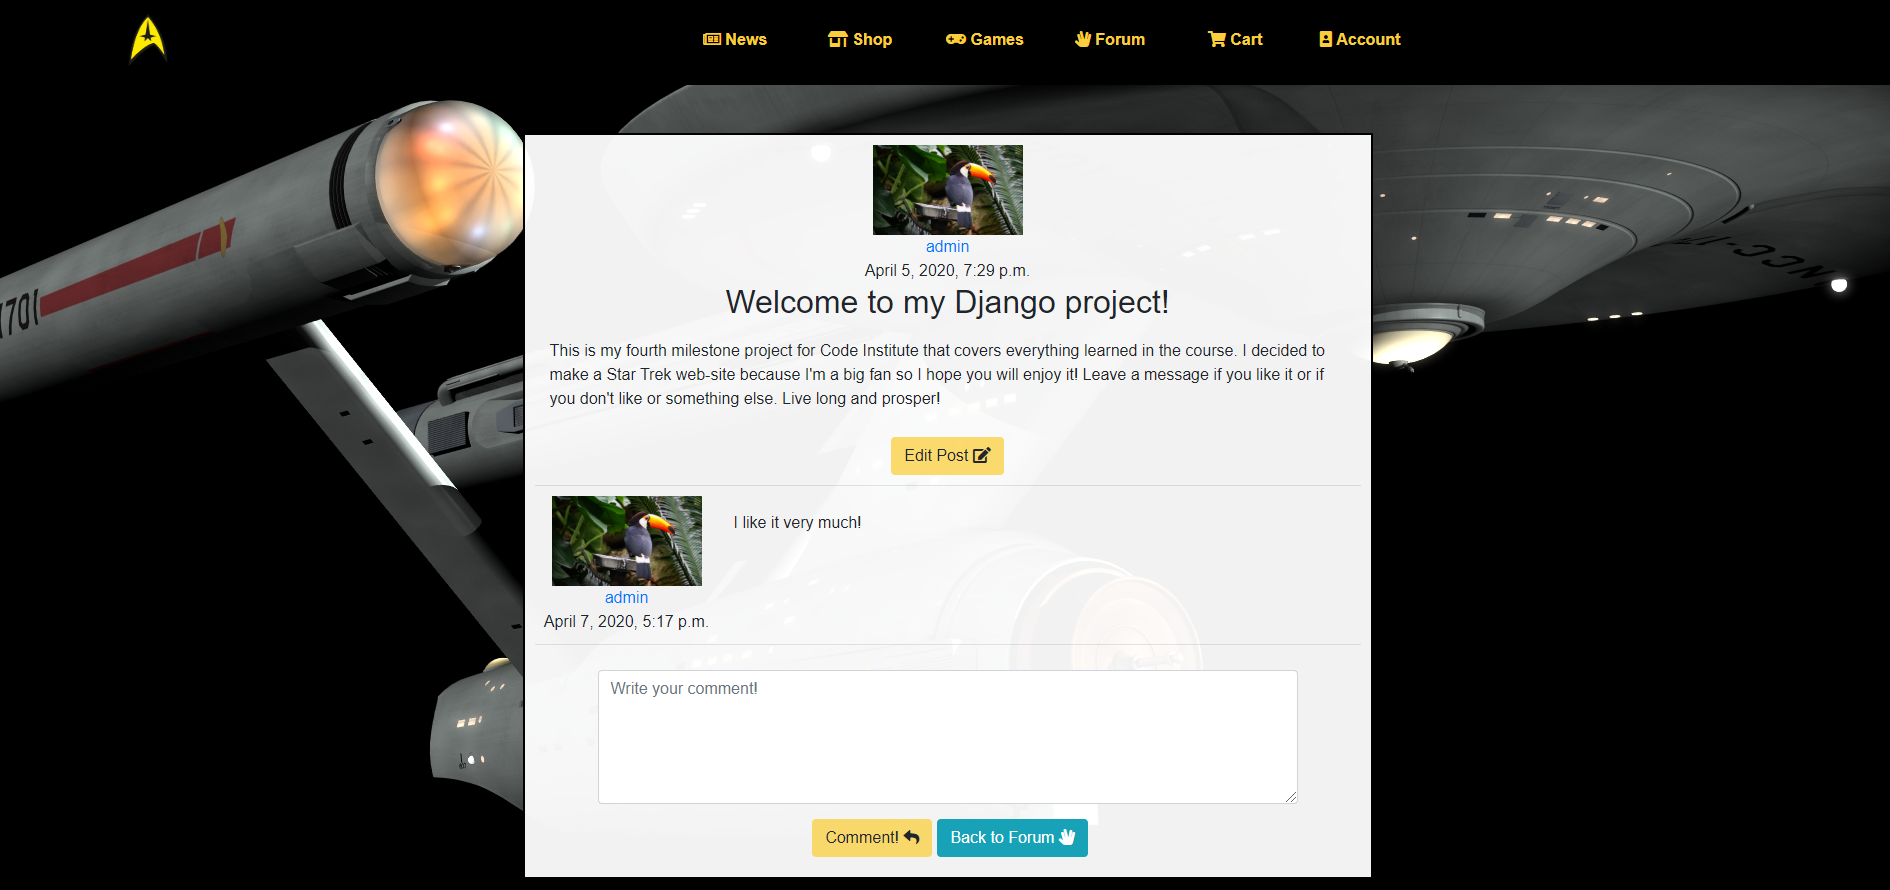 News Shop Games Forum Cart Account
admin
April 5, 2020, 7:29 p.m.
Welcome to my Django project!
This is my fourth milestone project for Code Institute that covers everything learned in the course. I decided to
make a Star Trek web-site because I'm a big fan so I hope you will enjoy it! Leave a message if you like it or if
you don't like or something else. Live long and prosper!
Edit Post
I like it very much!
admin
April 7, 2020, 5:17 p.m.
Write your comment!
Comment! Back to Forum
1701
NCC-17